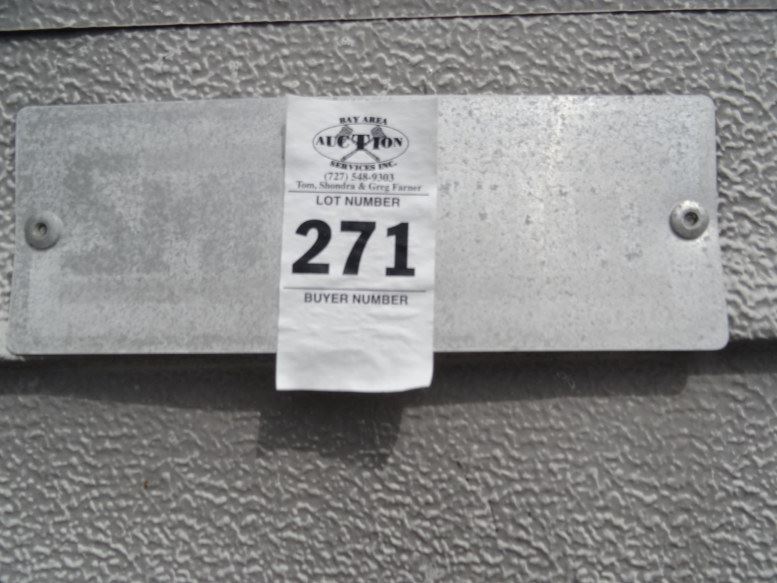 BAY AREA
AUCTION
SERVICES INC.
(727) 548-9303
Tom, Shondra & Greg Farner
LOT NUMBER
271
BUYER NUMBER